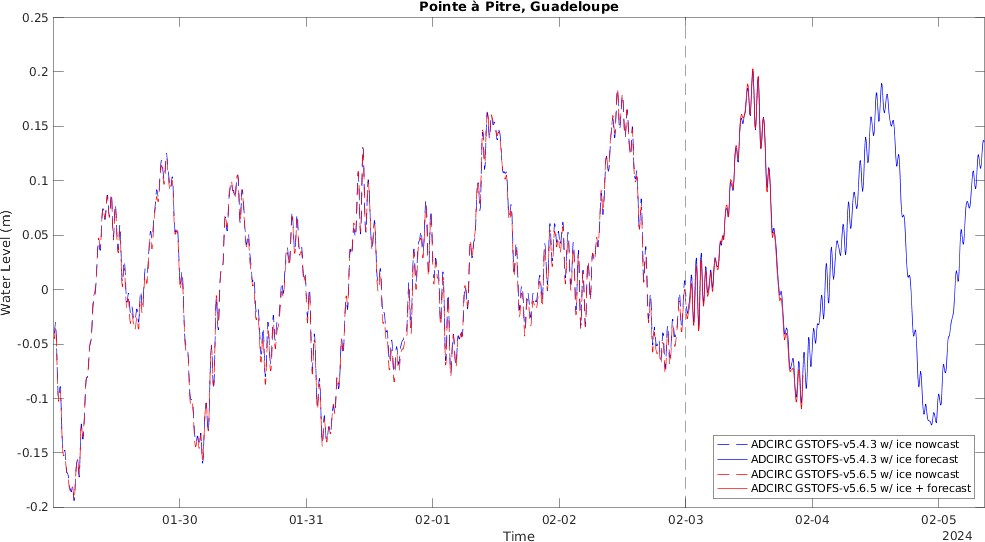 Pointe à Pitre, Guadeloupe
0.25
0.2
0.15
0.1
0.05
0
-0.05
-0.1
-0.15
-0.2
Water Level (m)
ADCIRC GSTOFS-v5.4.3 w/ ice nowcast
ADCIRC GSTOFS-v5.4.3 w/ ice forecast
ADCIRC GSTOFS-v5.6.5 w/ ice nowcast
ADCIRC GSTOFS-v5.6.5 w/ ice + forecast
01-30 01-31 02-01 02-02 02-03 02-04 02-05
Time
2024